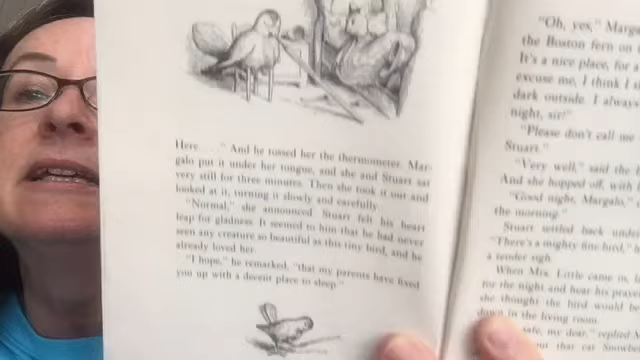 Here. . . ." And he tossed her the thermometer. Mar-
galo put it under her tongue, and she and Stuart sat
very still for three minutes. Then she took it out and
looked at it, turning it slowly and carefully.
"Normal," she announced. Stuart felt his heart
leap for gladness. It seemed to him that he had never
seen any creature so beautiful as this tiny bird, and he
already loved her.
"I hope," he remarked, "that my parents have fixed
you up with a decent place to sleep."
"Oh, yes," Marga
the Boston fern on
It's a nice place, for a
excuse me, I think I s
dark outside. I always
night, sir!"
"Please don't call me
Stuart."
"Very well," said the
And she hopped off, with
"Good night, Margalo,"
the morning."
Stuart settled back under
"There's a mighty fine bird,"
a tender sigh.
When Mrs. Little came in,
for the night and hear his prayers
she thought the bird would be
down in the living room.
safe, my dear," replied M
that cat Snowbe